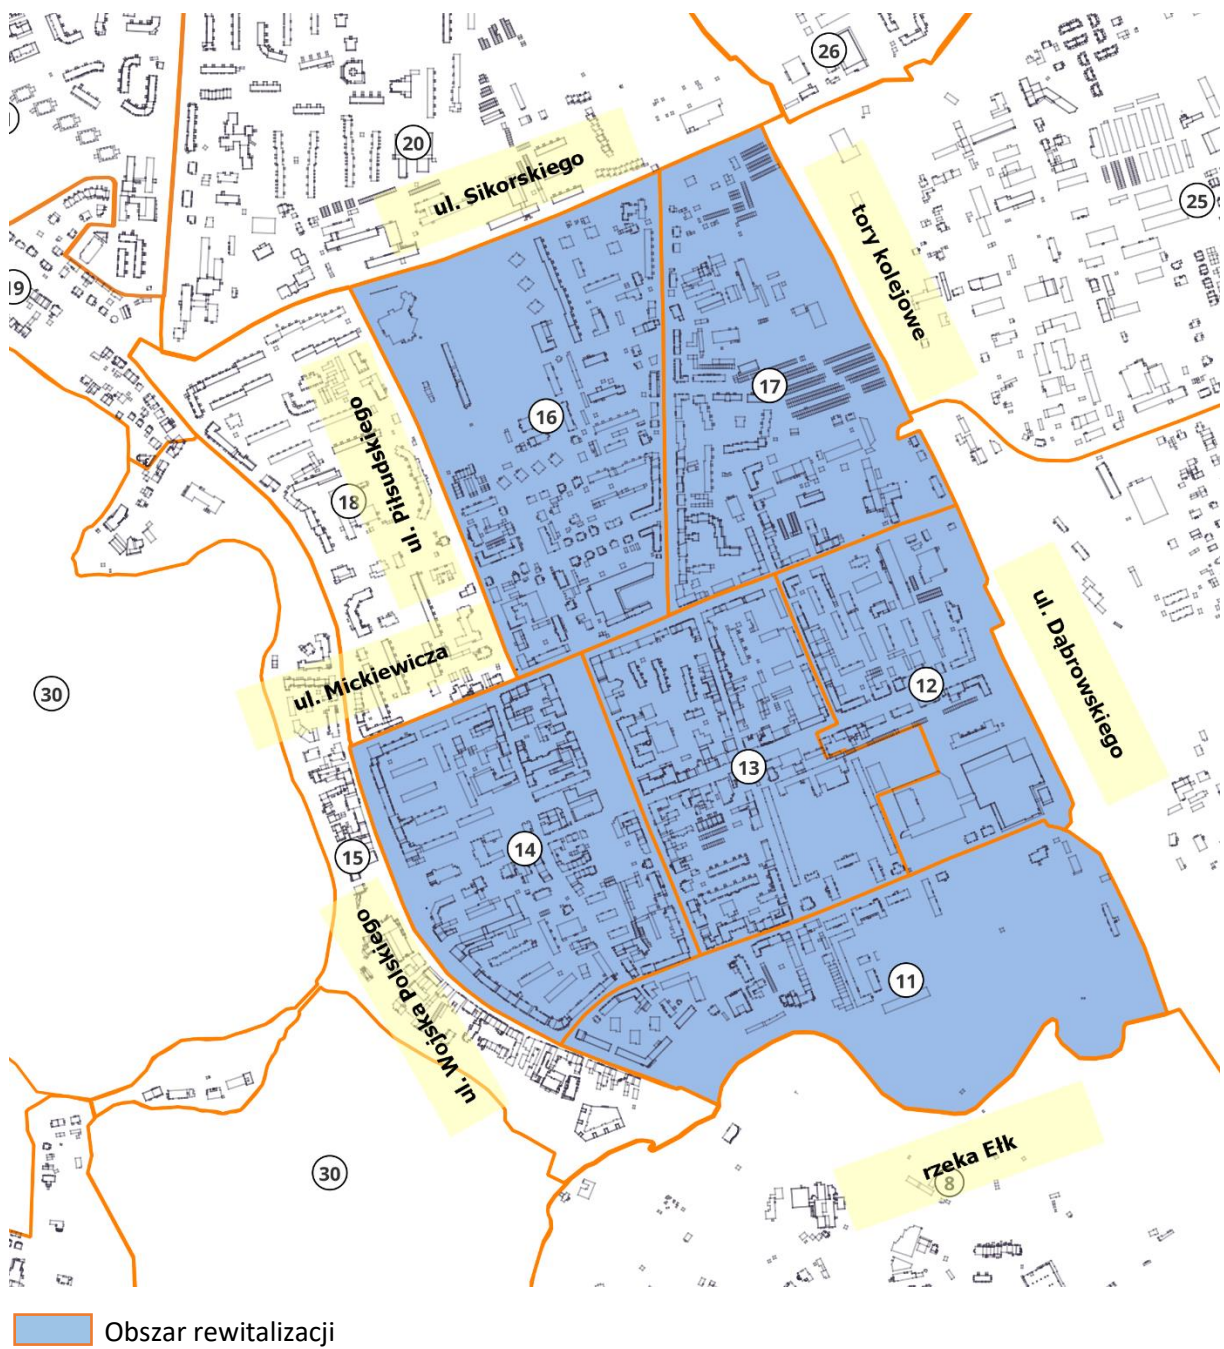 26
20
ul. Sikorskiego
25
tory kolejowe
19
17
16
ul. Piłsudskiego
18
ul. Mickiewicza
30
12
ul. Dąbrowskiego
13
14
15
ul. Wojska Polskiego
11
rzeka Ełk
8
30
Obszar rewitalizacji